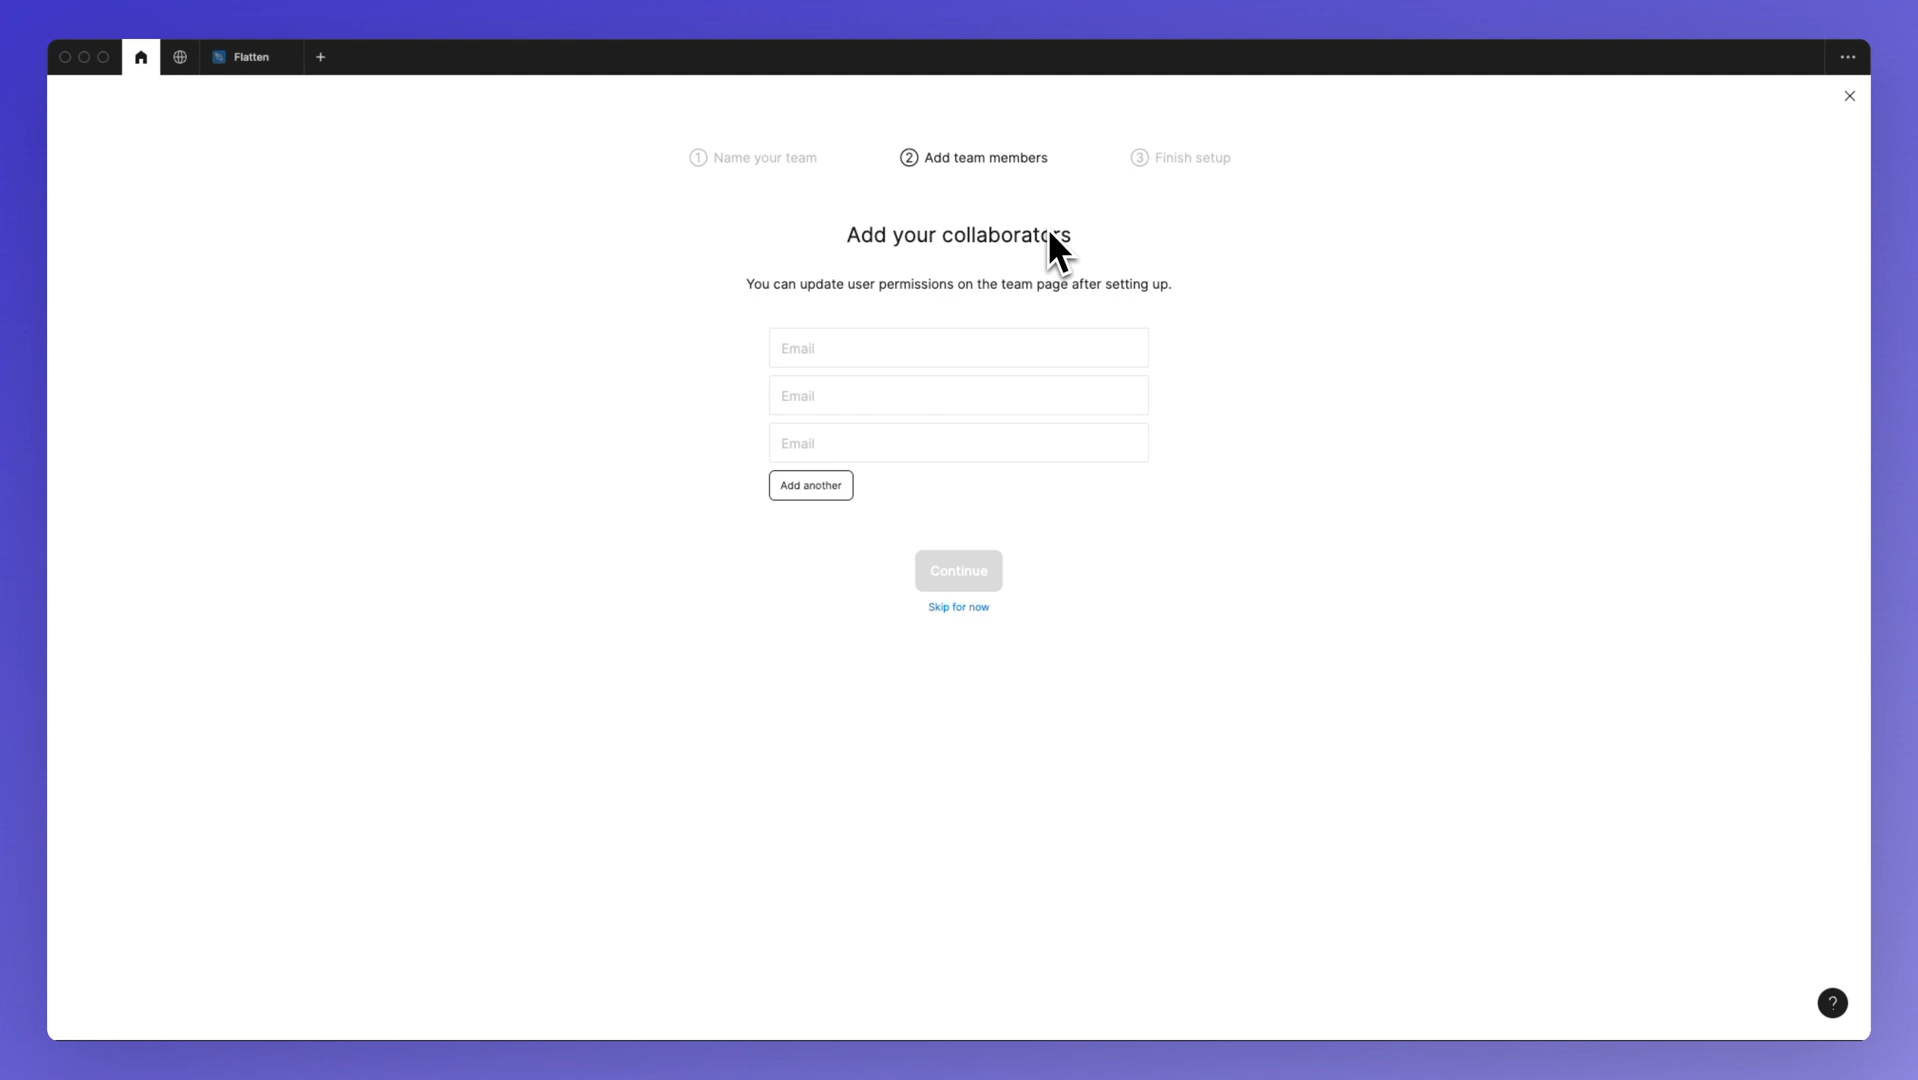 Flatten
1 Name your team
2 Add team members
3 Finish setup
Add your collaborators
You can update user permissions on the team page after setting up.
Email
Email
Email
Add another
Continue
Skip for now
?